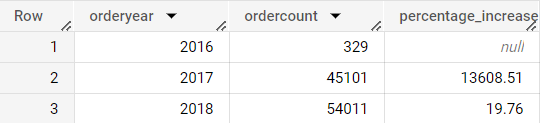 Row orderyear ordercount percentage_increase
1 2016 329 null
2 2017 45101 13608.51
3 2018 54011 19.76